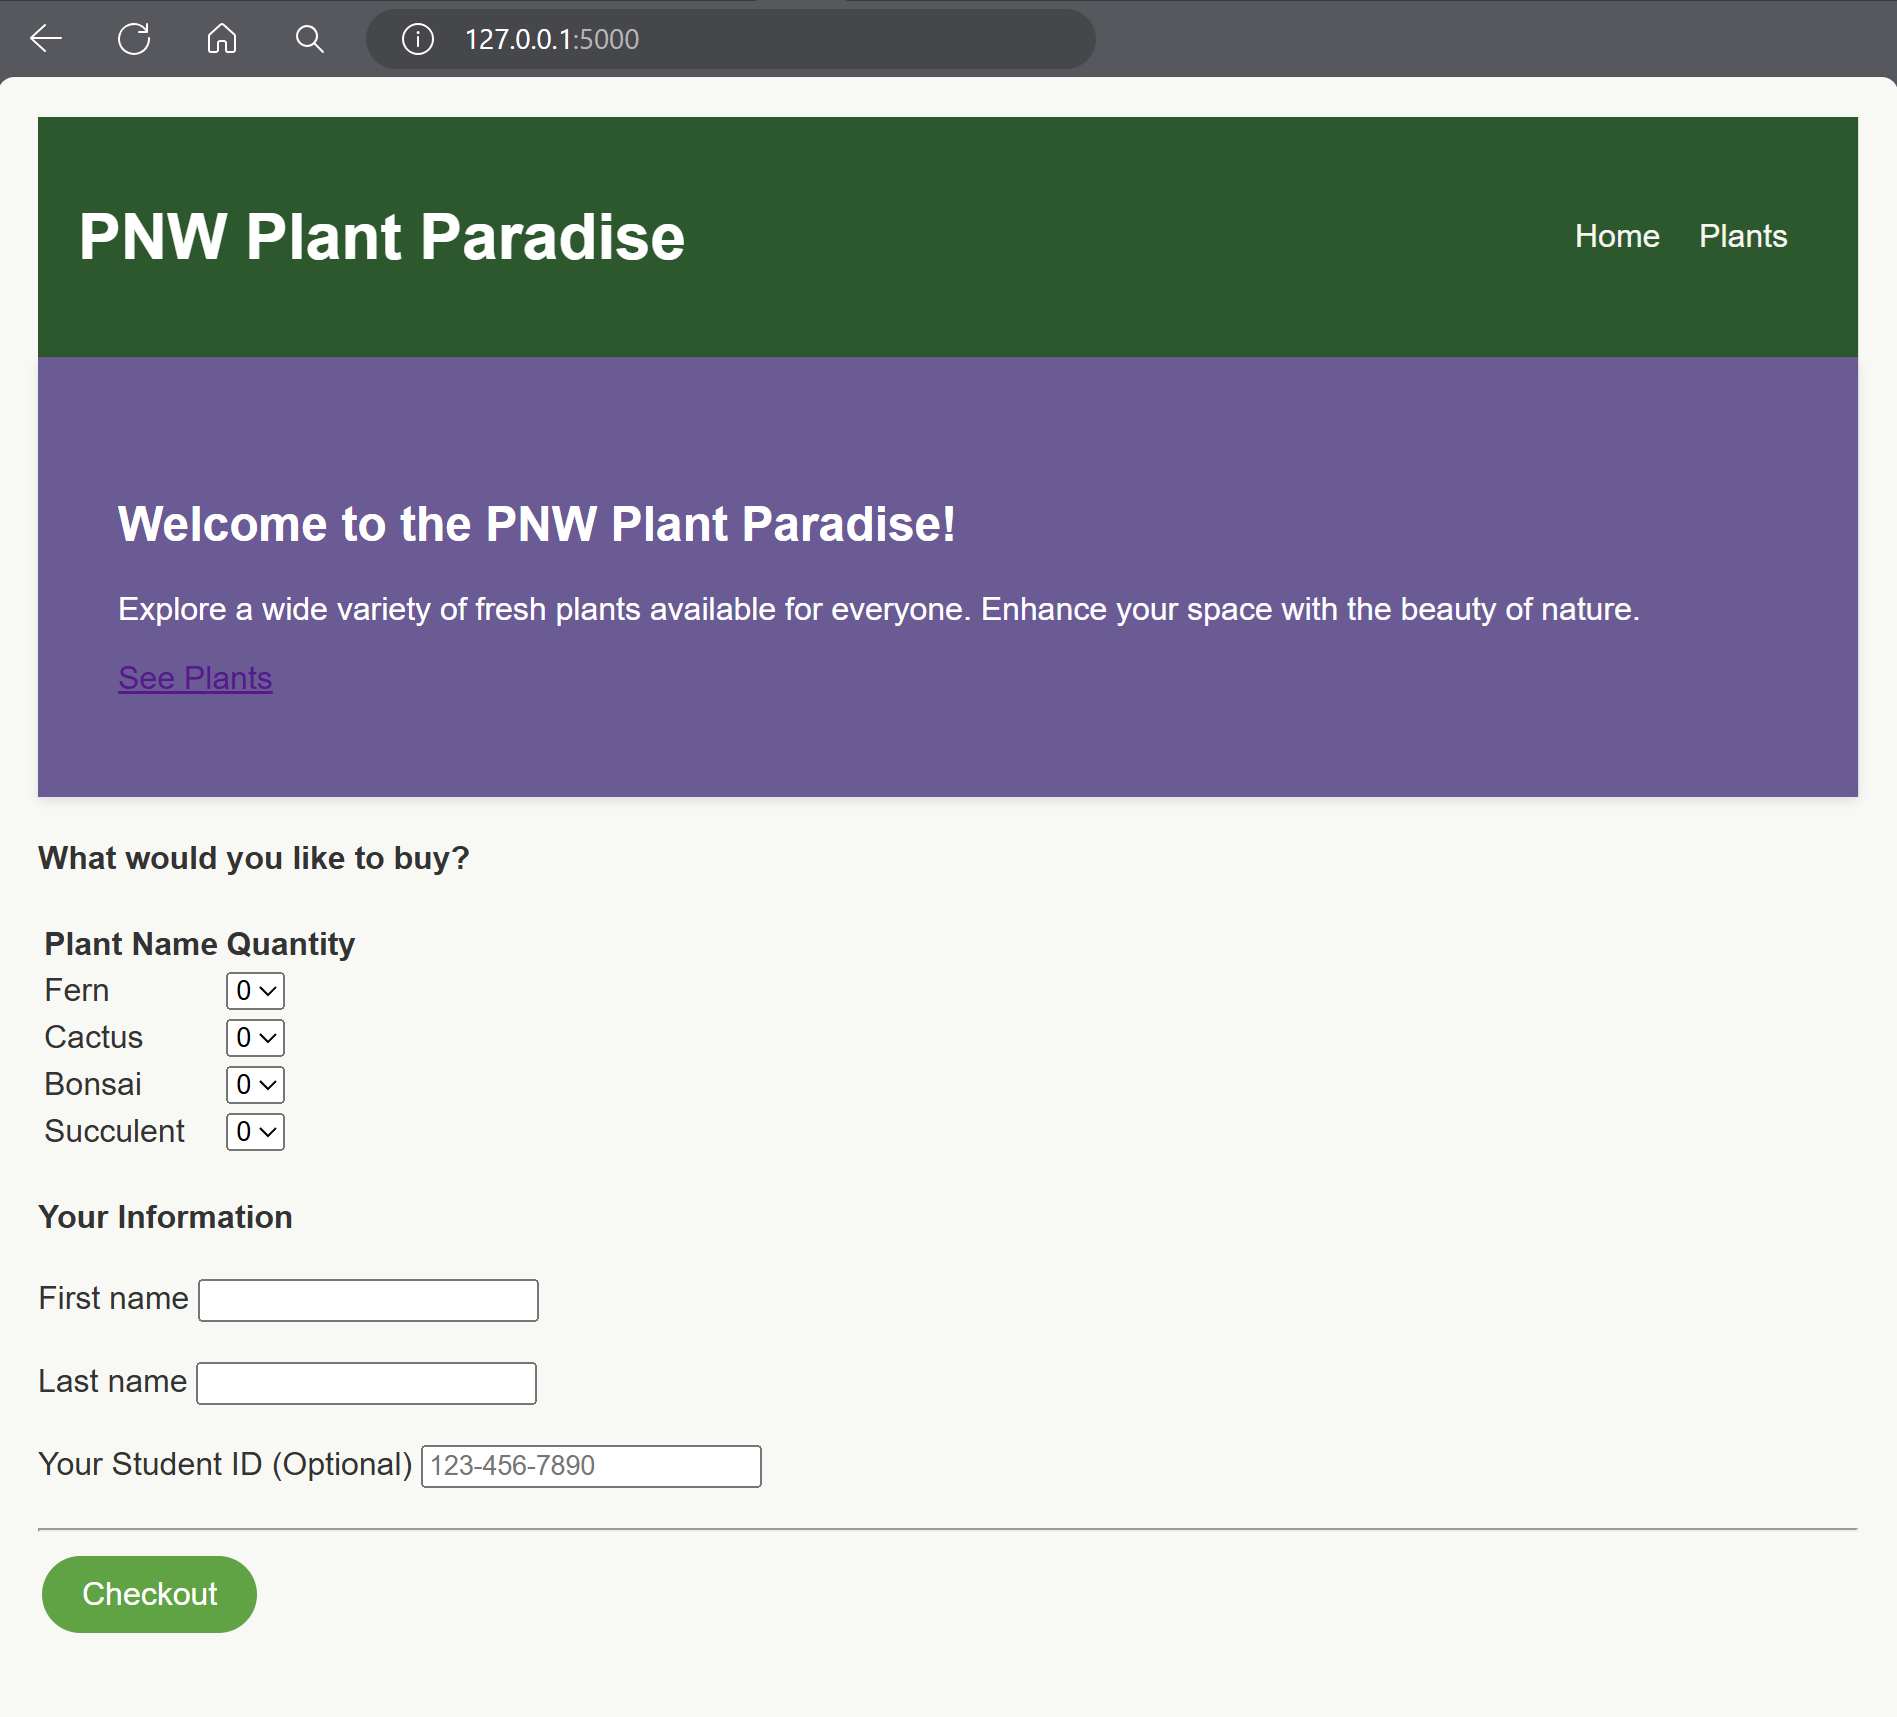 127.0.0.1:5000
PNW Plant Paradise
Home Plants
Welcome to the PNW Plant Paradise!
Explore a wide variety of fresh plants available for everyone. Enhance your space with the beauty of nature.
See Plants
What would you like to buy?
Plant Name Quantity
Fern 0
Cactus 0
Bonsai 0
Succulent 0
Your Information
First name
Last name
Your Student ID (Optional) 123-456-7890
Checkout